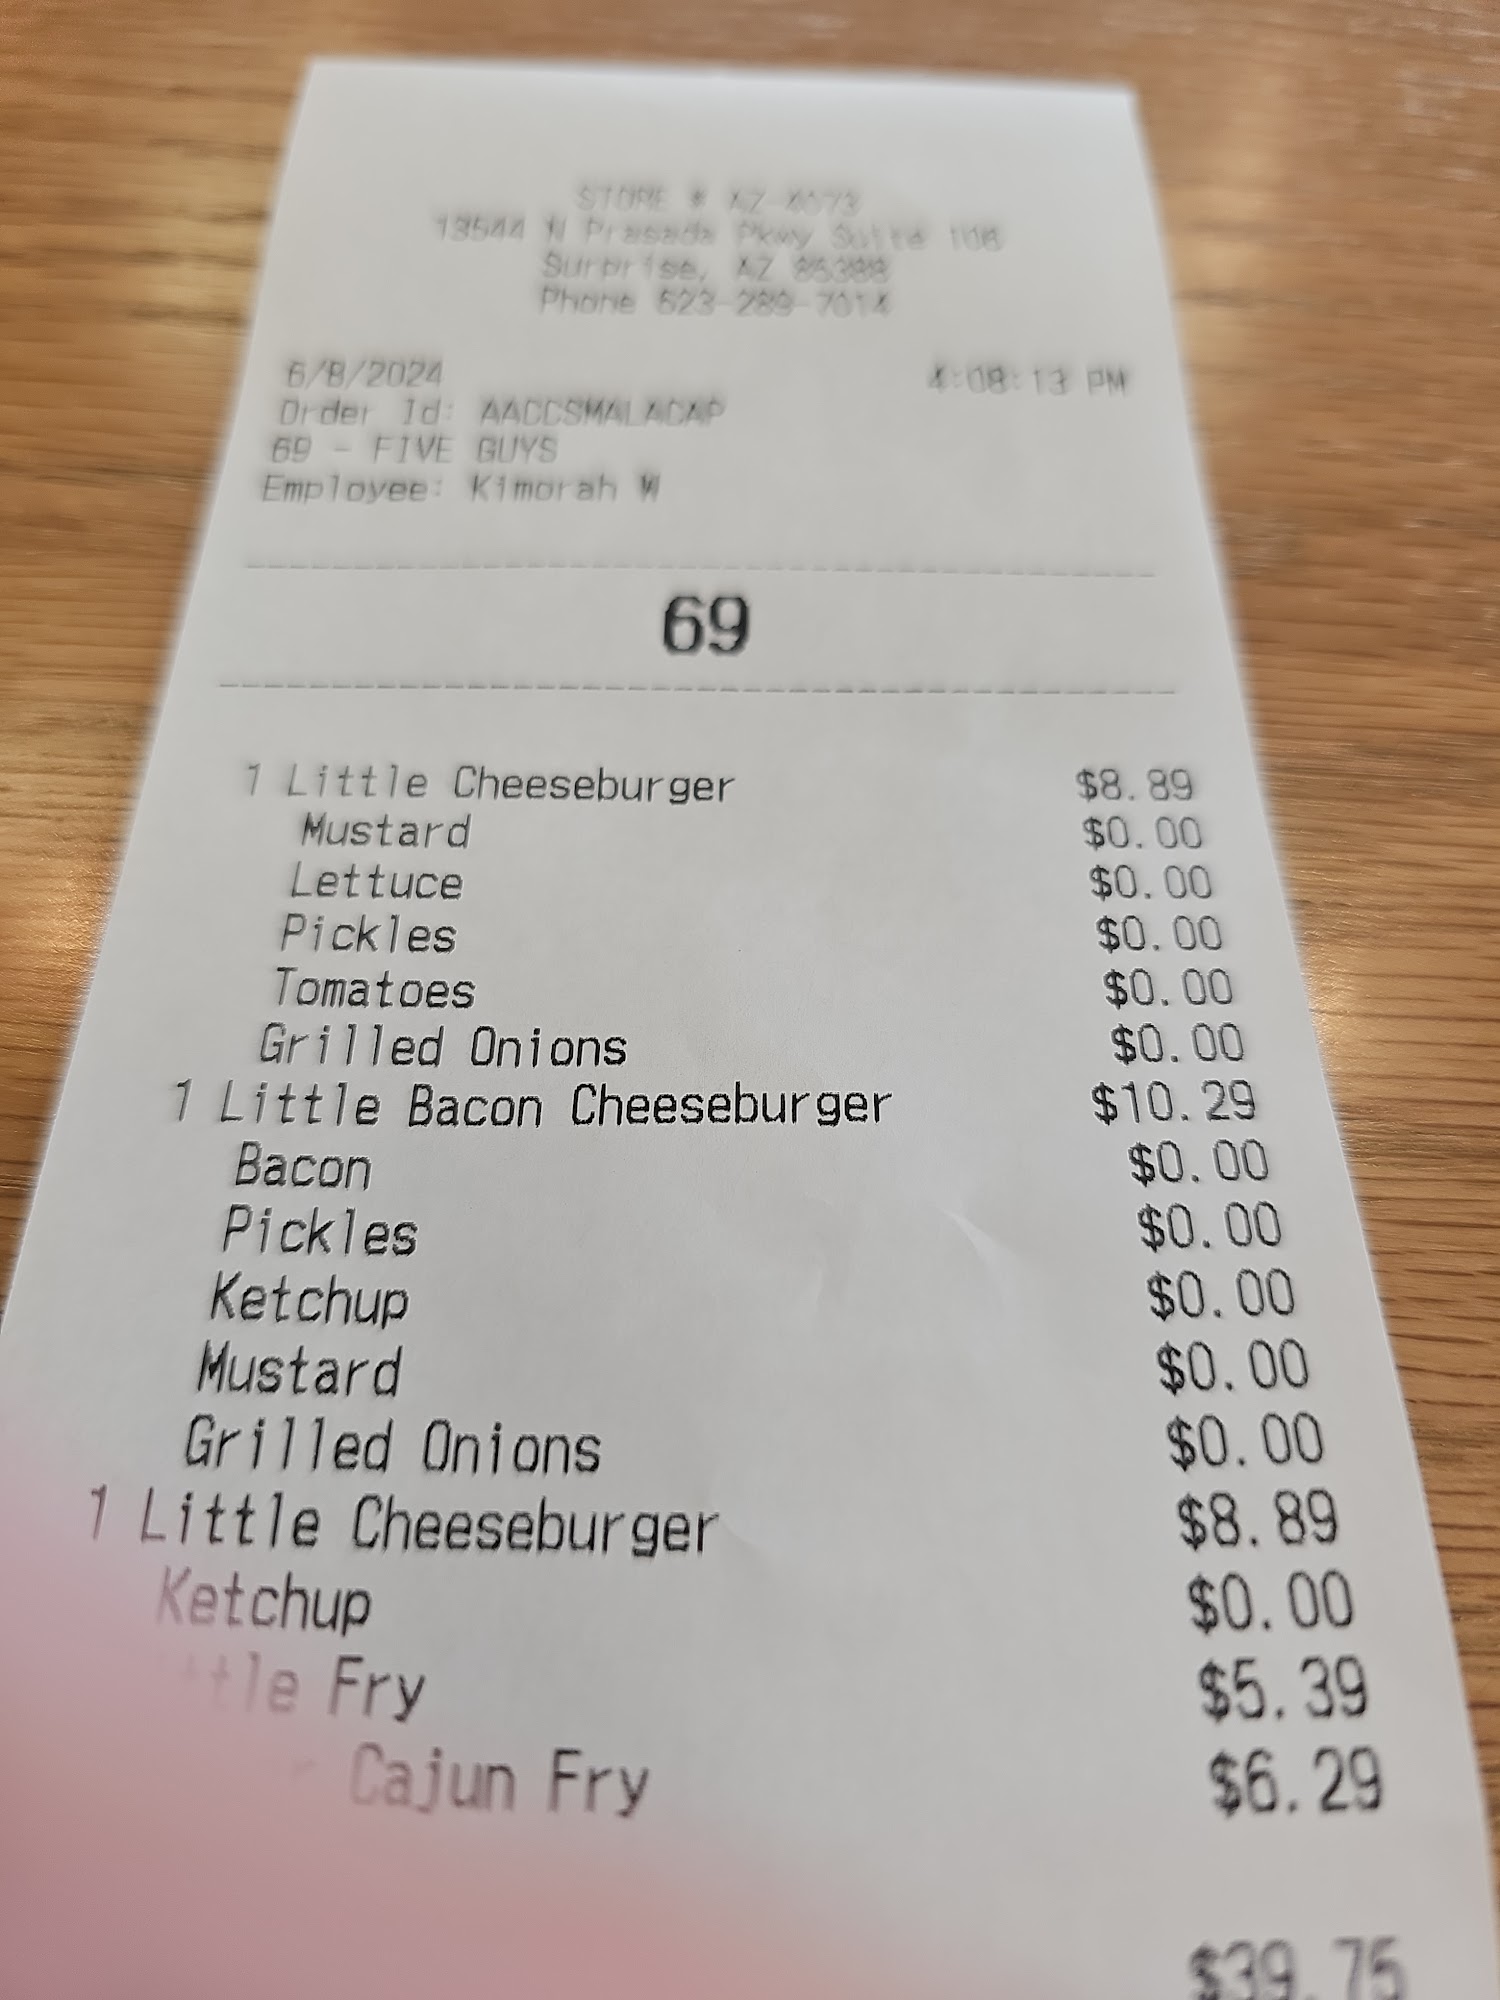 STORE # AZ-4073
13544 N Prasada Pkwy Suite 106
Surprise, AZ 85388
Phone 623-289-7014
6/8/2024 4:08:13 PM
Order Id: AACCSMALACAP
69 - FIVE GUYS
Employee: Kimorah W
69
1 Little Cheeseburger $8.89
Mustard $0.00
Lettuce $0.00
Pickles $0.00
Tomatoes $0.00
Grilled Onions $0.00
1 Little Bacon Cheeseburger $10.29
Bacon $0.00
Pickles $0.00
Ketchup $0.00
Mustard $0.00
Grilled Onions $0.00
1 Little Cheeseburger $8.89
Ketchup $0.00
Fry $5.39
Cajun Fry $6.29
$39.75